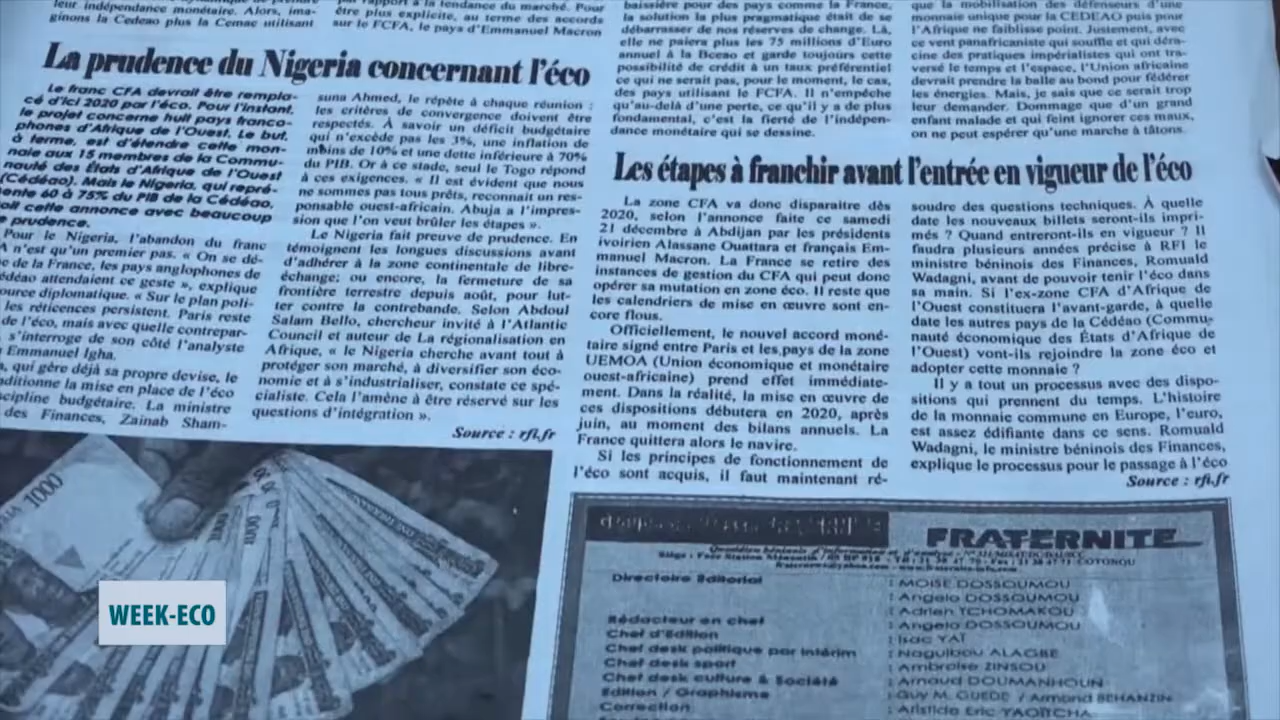 leur indépendance monétaire. Alors, ima-
ginons la Cedeao plus la Cemac utilisant
rapport à la tendance du marché. Pour
être plus explicite, au terme des accords
sur le FCFA, le pays d'Emmanuel Macron
baissière pour des pays comme la France,
la solution la plus pragmatique était de se
débarrasser de nos réserves de change. Là,
elle ne paiera plus les 75 millions d'Euro
annuel à la Bceao et garde toujours cette
possibilité de crédit à un taux préférentiel
ce qui ne serait pas, pour le moment, le cas,
des pays utilisant le FCFA. Il n'empêche
qu'au-delà d'une perte, ce qu'il y a de plus
fondamental, c'est la fierté de l'indépen-
dance monétaire qui se dessine.
que la mobilisation des défenseurs d'une
monnaie unique pour la CEDEAO puis pour
l'Afrique ne faiblisse point. Justement, avec
ce vent panafricaniste qui souffle et qui déra-
cine des pratiques impérialistes qui ont tra-
versé le temps et l'espace, l'Union africaine
devrait prendre la balle au bond pour fédérer
les énergies. Mais, je sais que ce serait trop
leur demander. Dommage que d'un grand
enfant malade et qui feint ignorer ces maux,
on ne peut espérer qu'une marche à tâtons.
La prudence du Nigeria concernant l'éco
Le franc CFA devrait être rempla-
cé d'ici 2020 par l'éco. Pour l'instant,
le projet concerne huit pays franco-
phones d'Afrique de l'Ouest. Le but,
à terme, est d'étendre cette mon-
naie aux 15 membres de la Commu-
nauté des États d'Afrique de l'Ouest
(Cédéao). Mais le Nigeria, qui repré-
ente 60 à 75% du PIB de la Cédéao,
oit cette annonce avec beaucoup
e prudence.
Pour le Nigeria, l'abandon du franc
A n'est qu'un premier pas. « On se dé-
e de la France, les pays anglophones de
édéao attendaient ce geste », explique
ource diplomatique. « Sur le plan poli-
les réticences persistent. Paris reste
de l'éco, mais avec quelle contrepar-
s'interroge de son côté l'analyste
Emmanuel Igha.
, qui gère déjà sa propre devise, le
ditionne la mise en place de l'éco
scipline budgétaire. La ministre
des Finances, Zainab Sham-
suna Ahmed, le répète à chaque réunion :
les critères de convergence doivent être
respectés. À savoir un déficit budgétaire
qui n'excède pas les 3%, une inflation de
moins de 10% et une dette inférieure à 70%
du PIB. Or à ce stade, seul le Togo répond
à ces exigences. « Il est évident que nous
ne sommes pas tous prêts, reconnait un res-
ponsable ouest-africain. Abuja a l'impres-
sion que l'on veut brûler les étapes ».
Le Nigeria fait preuve de prudence. En
témoignent les longues discussions avant
d'adhérer à la zone continentale de libre-
échange; ou encore, la fermeture de sa
frontière terrestre depuis août, pour lut-
ter contre la contrebande. Selon Abdoul
Salam Bello, chercheur invité à l'Atlantic
Council et auteur de La régionalisation en
Afrique, « le Nigeria cherche avant tout à
protéger son marché, à diversifier son éco-
nomie et à s'industrialiser, constate ce spé-
cialiste. Cela l'amène à être réservé sur les
questions d'intégration ».
Source : rfi.fr
Les étapes à franchir avant l'entrée en vigueur de l'éco
La zone CFA va donc disparaître dès
2020, selon l'annonce faite ce samedi
21 décembre à Abdijan par les présidents
ivoirien Alassane Ouattara et français Em-
manuel Macron. La France se retire des
instances de gestion du CFA qui peut donc
opérer sa mutation en zone éco. Il reste que
les calendriers de mise en œuvre sont en-
core flous.
Officiellement, le nouvel accord moné-
taire signé entre Paris et les pays de la zone
UEMOA (Union économique et monétaire
ouest-africaine) prend effet immédiate-
ment. Dans la réalité, la mise en œuvre de
ces dispositions débutera en 2020, après
juin, au moment des bilans annuels. La
France quittera alors le navire.
Si les principes de fonctionnement de
l'éco sont acquis, il faut maintenant ré-
soudre des questions techniques. À quelle
date les nouveaux billets seront-ils impri-
més ? Quand entreront-ils en vigueur ? Il
faudra plusieurs années précise à RFI le
ministre béninois des Finances, Romuald
Wadagni, avant de pouvoir tenir l'éco dans
sa main. Si l'ex-zone CFA d'Afrique de
l'Ouest constituera l'avant-garde, à quelle
date les autres pays de la Cédéao (Commu-
nauté économique des États d'Afrique de
l'Ouest) vont-ils rejoindre la zone éco et
adopter cette monnaie ?
Il y a tout un processus avec des dispo-
sitions qui prennent du temps. L'histoire
de la monnaie commune en Europe, l'euro,
est assez édifiante dans ce sens. Romuald
Wadagni, le ministre béninois des Finances,
explique le processus pour le passage à l'éco
Source : rfi.fr
1000
WEEK-ECO
FRATERNITE
Directoire Editorial
: MOISE DOSSOUMOU
: Angelo DOSSOUMOU
: Adrien TCHOMAKOU
Rédacteur en chef
: Angelo DOSSOUMOU
Chef d'Edition
: Isac YAÏ
Chef desk politique par intérim
: Naguibou ALAGBE
Chef desk sport
: Ambroise ZINSOU
Chef desk culture & Société
: Arnaud DOUMANHOUN
Edition / Graphisme
: Guy M. GUEDE / Armond BEHANZIN
Correction
: Aristide Eric YAOÏTCHA